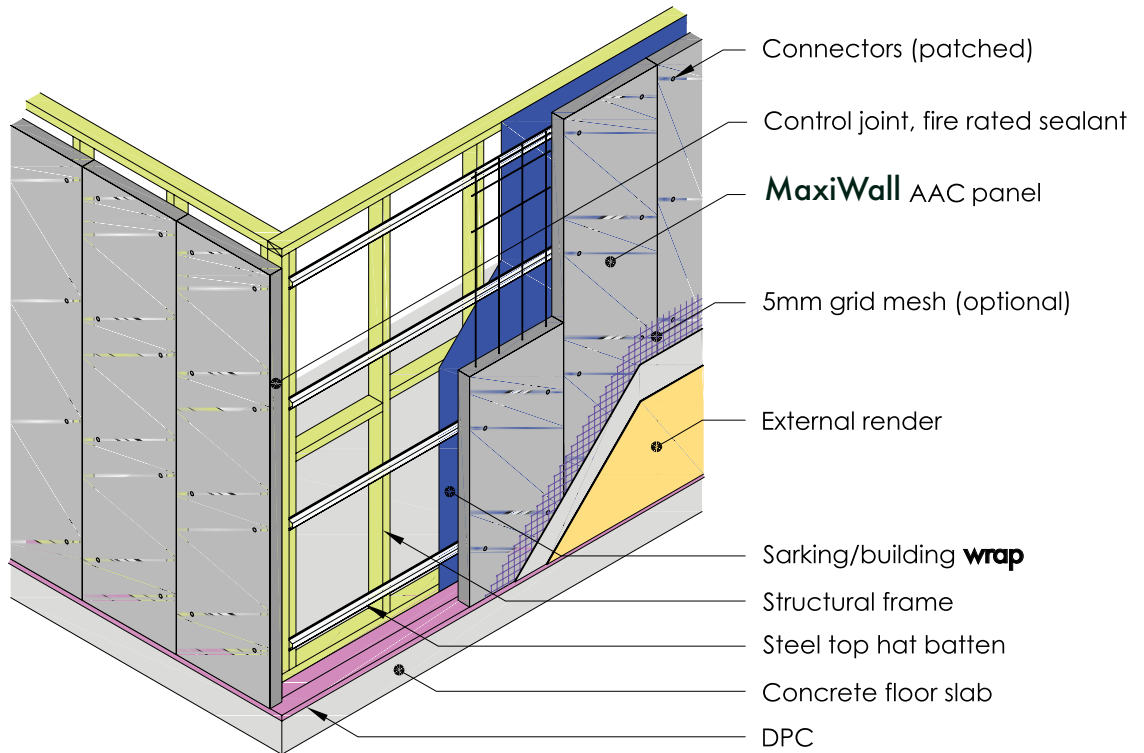 Connectors (patched)
Control joint, fire rated sealant
MaxiWall AAC panel
5mm grid mesh (optional)
External render
Sarking/building wrap
Structural frame
Steel top hat batten
Concrete floor slab
DPC